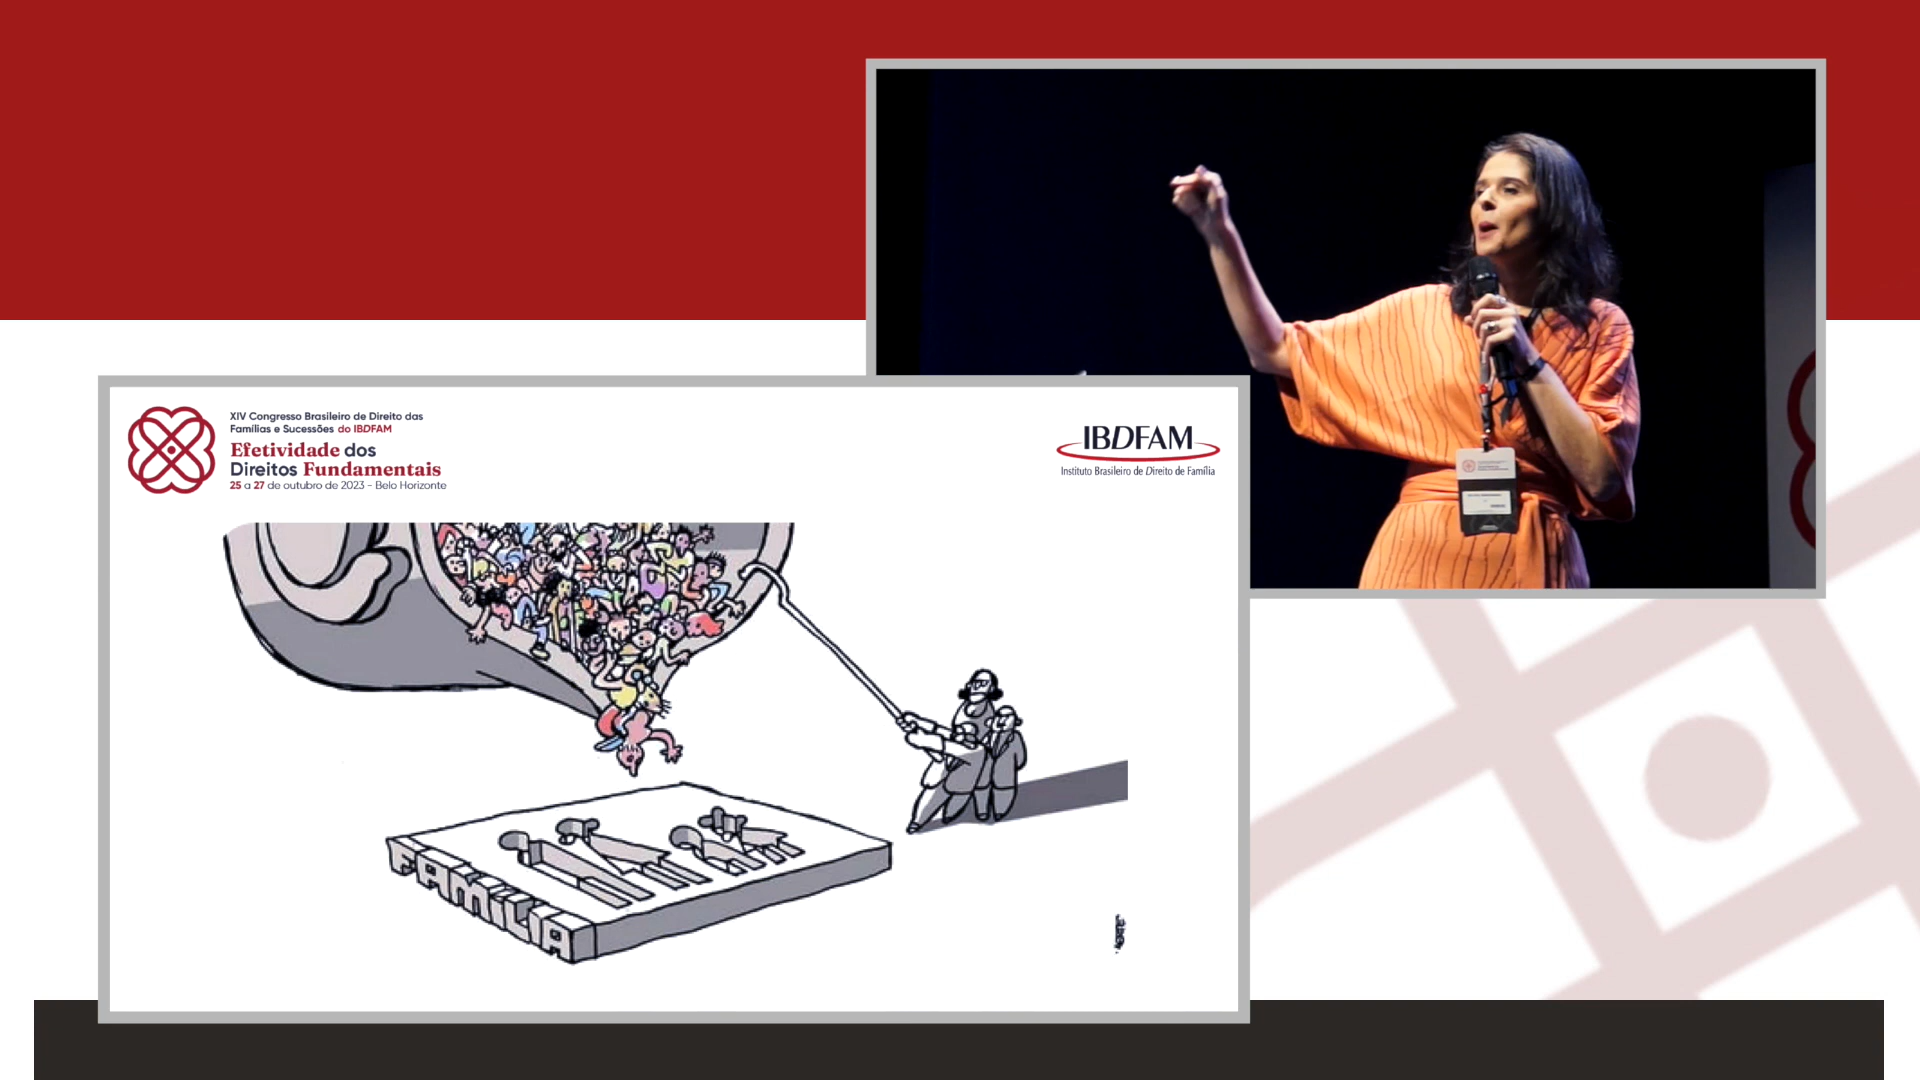 XIV Congresso Brasileiro de Direito das
Famílias e Sucessões do IBDFAM
Efetividade dos
Direitos Fundamentais
25 a 27 de outubro de 2023 - Belo Horizonte
IBDFAM
Instituto Brasileiro de Direito de Família
FAMÍLIA